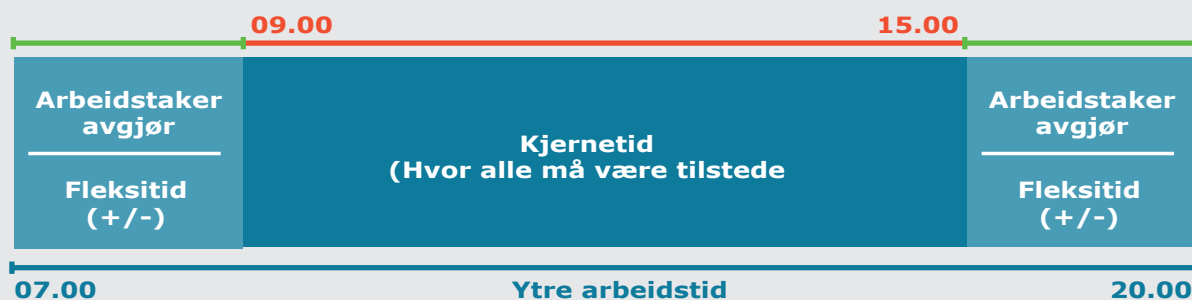 09.00
15.00
Arbeidstaker
avgjør
Fleksitid
(+/-)
Kjernetid
(Hvor alle må være tilstede
Arbeidstaker
avgjør
Fleksitid
(+/-)
07.00
Ytre arbeidstid
20.00